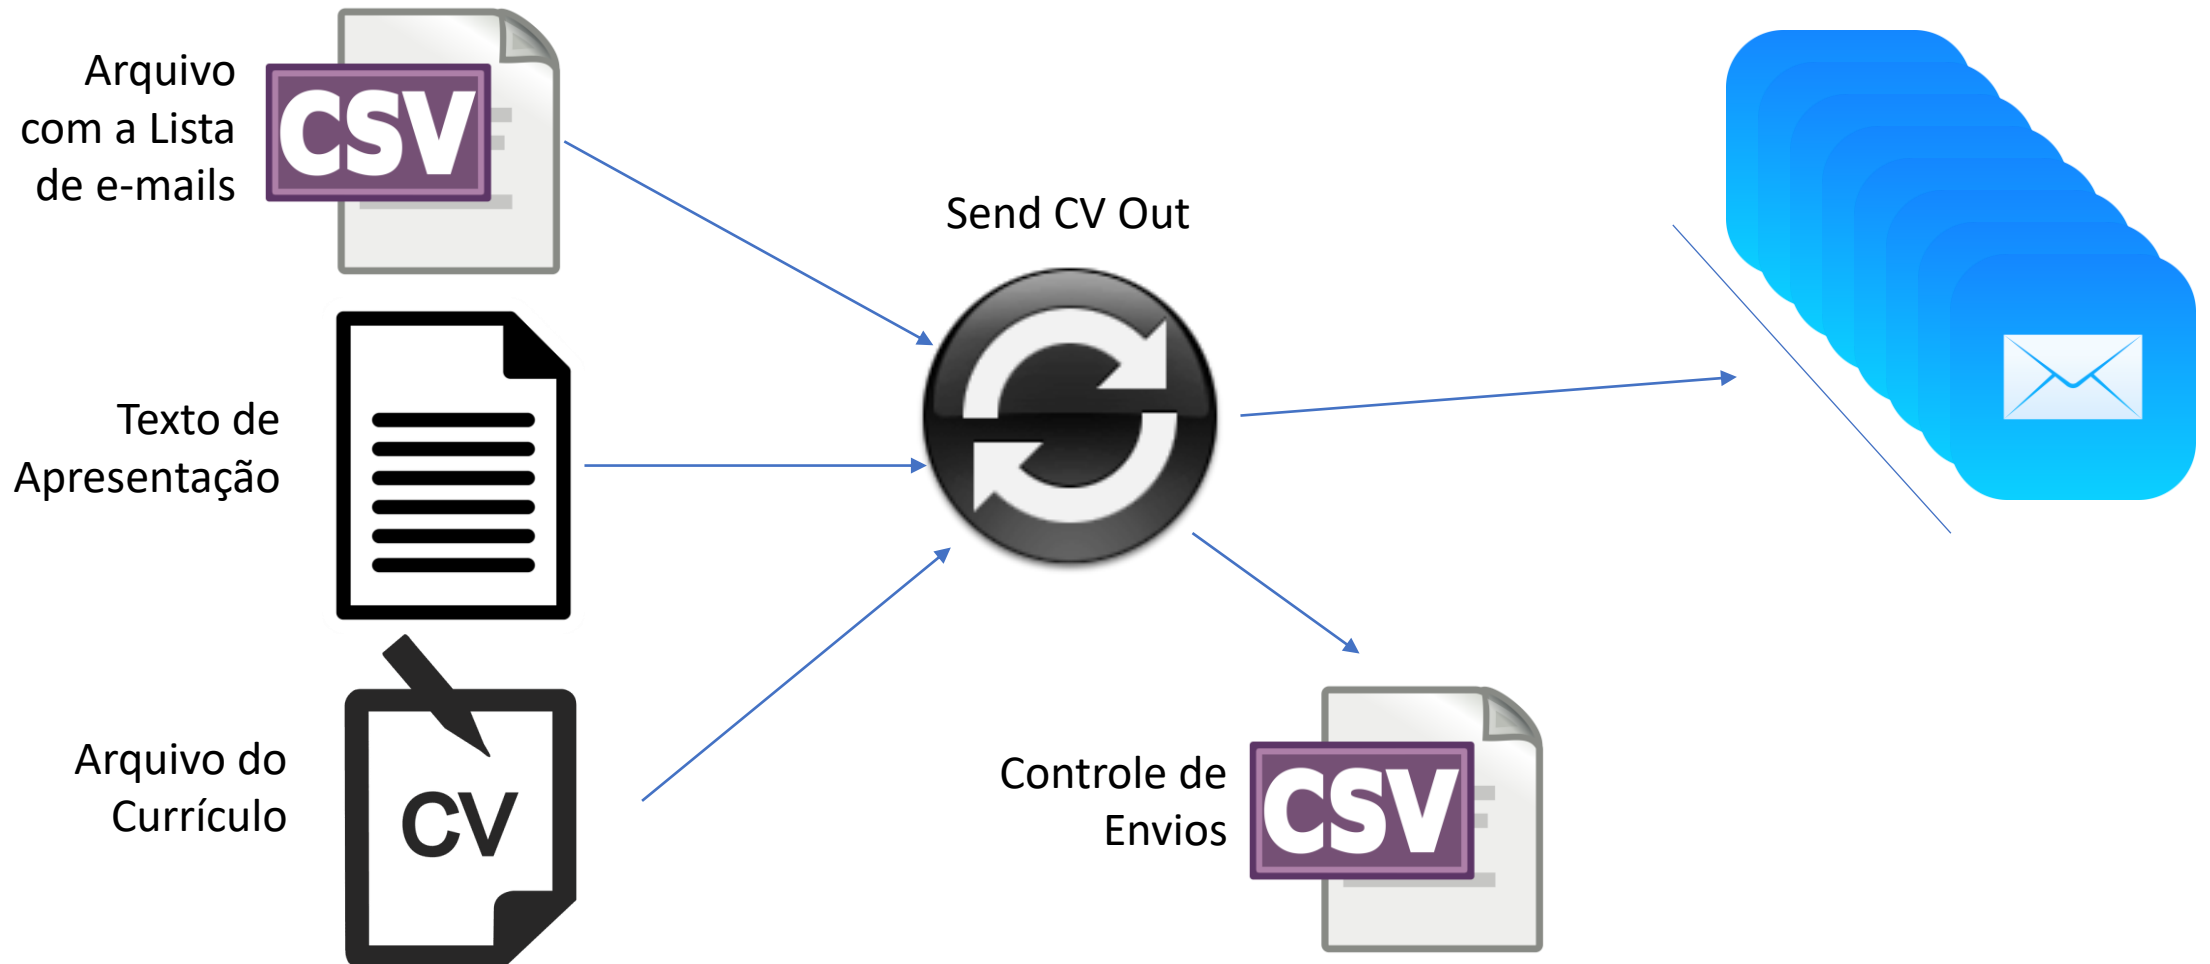 Arquivo
com a Lista
de e-mails
CSV
Send CV Out
Texto de
Apresentação
Arquivo do
Currículo
CV
Controle de
Envios
CSV